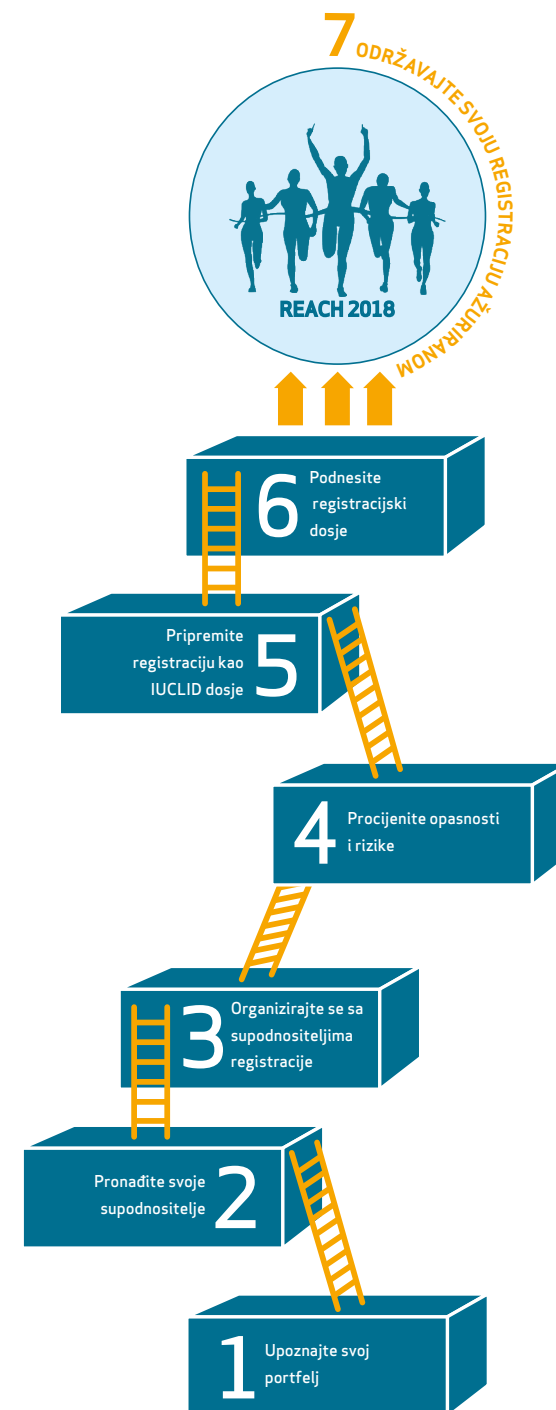 7 ODRŽAVAJTE SVOJU REGISTRACIJU AŽURIRANOM
REACH 2018
6
Podnesite
registracijski
dosje
Pripremite
registraciju kao
IUCLID dosje
5
4
Procijenite opasnosti
i rizike
3
Organizirajte se sa
supodnositeljima
registracije
Pronađite svoje
supodnositelje
2
1
Upoznajte svoj
portfelj